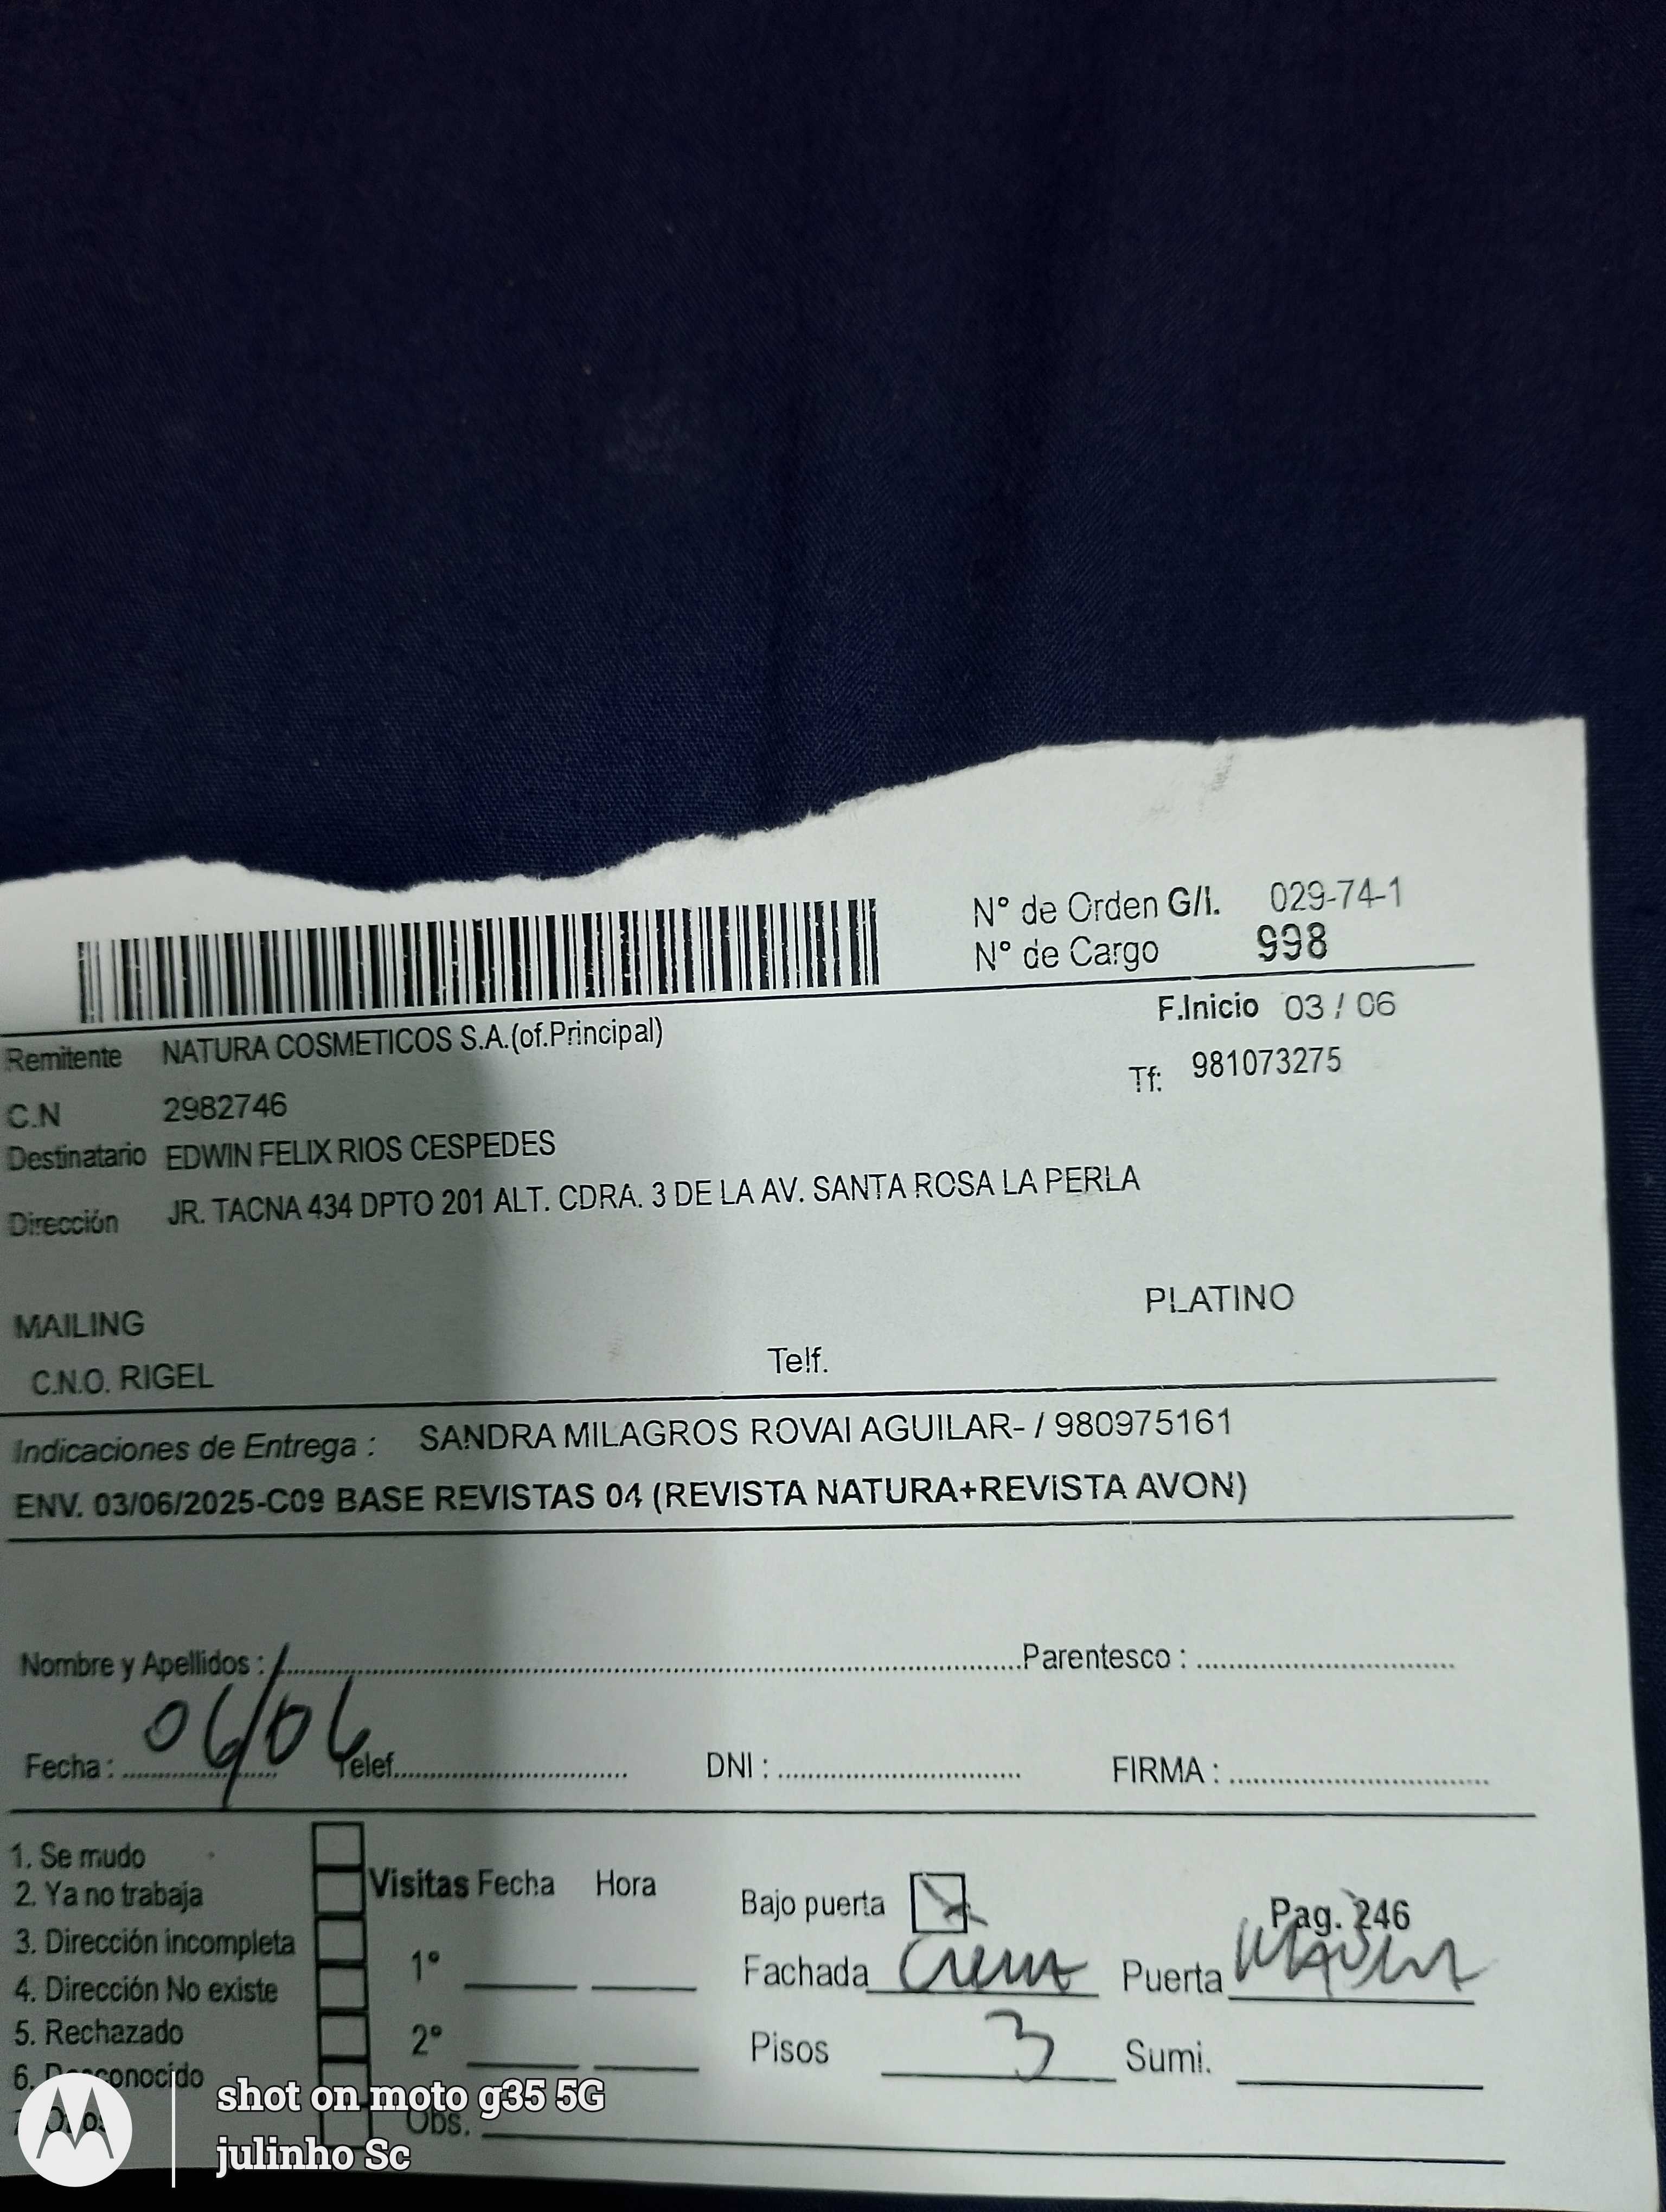 N° de Orden G/I. 029-74-1
N° de Cargo 998
F.Inicio 03 / 06
Remitente NATURA COSMETICOS S.A.(of.Principal)
Tf: 981073275
C.N 2982746
Destinatario EDWIN FELIX RIOS CESPEDES
Dirección JR. TACNA 434 DPTO 201 ALT. CDRA. 3 DE LA AV. SANTA ROSA LA PERLA
PLATINO
MAILING
Telf.
C.N.O. RIGEL
Indicaciones de Entrega : SANDRA MILAGROS ROVAI AGUILAR- / 980975161
ENV. 03/06/2025-C09 BASE REVISTAS 04 (REVISTA NATURA+REVISTA AVON)
Nombre y Apellidos : Parentesco :
Fecha : 06/06 Telef. DNI : FIRMA :
1. Se mudo
2. Ya no trabaja
3. Dirección incompleta
4. Dirección No existe
5. Rechazado
6. Desconocido
Visitas Fecha Hora
1°
2°
Obs.
Bajo puerta Pag. 246
Fachada Crema Puerta
Pisos 3 Sumi.
shot on moto g35 5G
julinho Sc